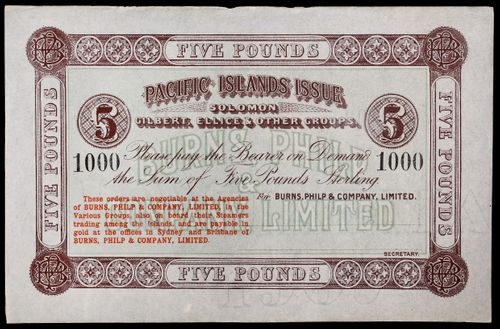 FIVE POUNDS
PACIFIC ISLANDS ISSUE
SOLOMON
GILBERT, ELLICE & OTHER GROUPS.
5 5
1000 1000
Please pay the Bearer on Demand
the Sum of Five Pounds Sterling
For BURNS, PHILP & COMPANY, LIMITED.
These orders are negotiable at the Agencies
of BURNS, PHILP & COMPANY, LIMITED, in the
Various Groups, also on board their Steamers
trading among the Islands, and are payable in
gold at the offices in Sydney and Brisbane of
BURNS, PHILP & COMPANY, LIMITED.
SECRETARY.
BURNS, PHILP
&
COMPANY LIMITED
FIVE POUNDS
FIVE POUNDS
FIVE POUNDS